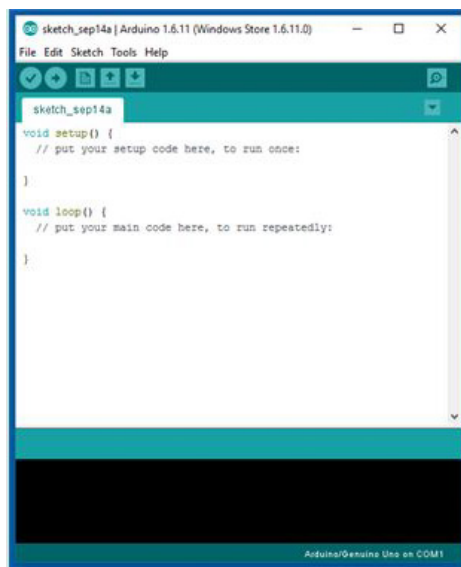 sketch_sep14a | Arduino 1.6.11 (Windows Store 1.6.11.0)
File Edit Sketch Tools Help
sketch_sep14a
void setup() {
// put your setup code here, to run once:
}
void loop() {
// put your main code here, to run repeatedly:
}
Arduino/Genuino Uno on COM1